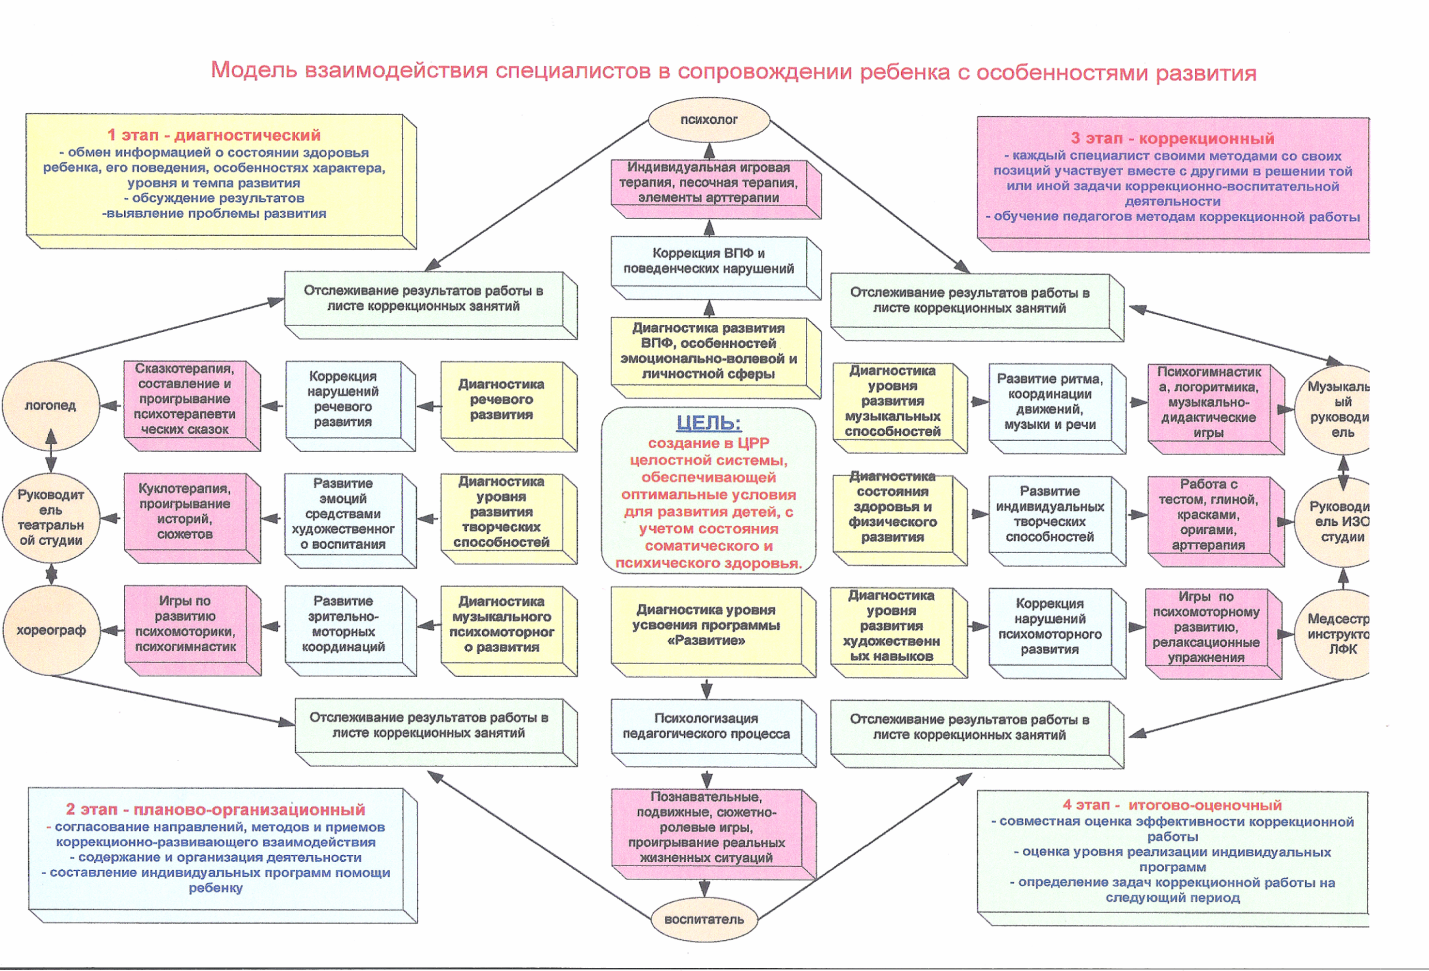 Модель взаимодействия специалистов в сопровождении ребенка с особенностями развития
психолог
1 этап - диагностический
- обмен информацией о состоянии здоровья
ребенка, его поведения, особенностях характера,
уровня и темпа развития
- обсуждение результатов
-выявление проблемы развития
Индивидуальная игровая
терапия, песочная терапия,
элементы арттерапии
3 этап - коррекционный
- каждый специалист своими методами со своих
позиций участвует вместе с другими в решении той
или иной задачи коррекционно-воспитательной
деятельности
- обучение педагогов методам коррекционной работы
Коррекция ВПФ и
поведенческих нарушений
Отслеживание результатов работы в
листе коррекционных занятий
Отслеживание результатов работы в
листе коррекционных занятий
Диагностика развития
ВПФ, особенностей
эмоционально-волевой и
личностной сферы
логопед
Сказкотерапия,
составление и
проигрывание
психотерапевти
ческих сказок
Коррекция
нарушений
речевого
развития
Диагностика
речевого
развития
ЦЕЛЬ:
создание в ЦРР
целостной системы,
обеспечивающей
оптимальные условия
для развития детей, с
учетом состояния
соматического и
психического здоровья.
Диагностика
уровня
развития
музыкальных
способностей
Развитие ритма,
координации
движений,
музыки и речи
Психогимнастик
а, логоритмика,
музыкально-
дидактические
игры
Музыкаль
ый
руководи
ель
Руководит
ель
театральн
ой студии
Куклотерапия,
проигрывание
историй,
сюжетов
Развитие
эмоций
средствами
художественног
о воспитания
Диагностика
уровня
развития
творческих
способностей
Диагностика
состояния
здоровья и
физического
развития
Развитие
индивидуальных
творческих
способностей
Работа с
тестом, глиной,
красками,
оригами,
арттерапия
Руководи
ель ИЗО
студии
хореограф
Игры по
развитию
психомоторики,
психогимнастик
Развитие
зрительно-
моторных
координаций
Диагностика
музыкального
психомоторног
о развития
Диагностика уровня
усвоения программы
«Развитие»
Диагностика
уровня
развития
художественн
ых навыков
Коррекция
нарушений
психомоторного
развития
Игры по
психомоторному
развитию,
релаксационные
упражнения
Медсестр
инструкто
ЛФК
Отслеживание результатов работы в
листе коррекционных занятий
Психологизация
педагогического процесса
Отслеживание результатов работы в
листе коррекционных занятий
2 этап - планово-организационный
- согласование направлений, методов и приемов
коррекционно-развивающего взаимодействия
- содержание и организация деятельности
- составление индивидуальных программ помощи
ребенку
Познавательные,
подвижные, сюжетно-
ролевые игры,
проигрывание реальных
жизненных ситуаций
4 этап - итогово-оценочный
- совместная оценка эффективности коррекционной
работы
- оценка уровня реализации индивидуальных
программ
- определение задач коррекционной работы на
следующий период
воспитатель